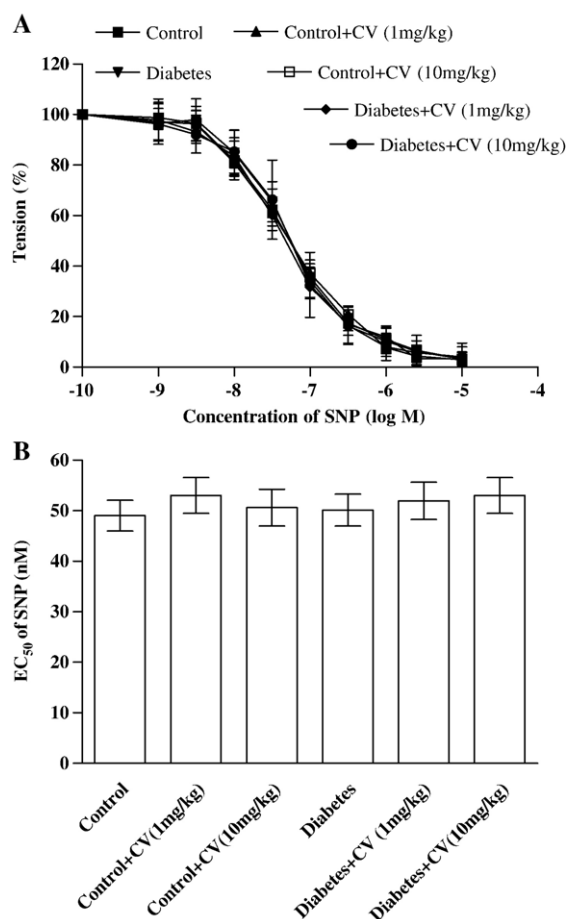 A
Control
Control+CV (1mg/kg)
Diabetes
Control+CV (10mg/kg)
Diabetes+CV (1mg/kg)
Diabetes+CV (10mg/kg)
120
100
80
60
40
20
0
Tension (%)
-10 -9 -8 -7 -6 -5 -4
Concentration of SNP (log M)
B
60
50
40
30
20
10
0
EC50 of SNP (nM)
Control
Control+CV(1mg/kg)
Control+CV(10mg/kg)
Diabetes
Diabetes+CV (1mg/kg)
Diabetes+CV(10mg/kg)